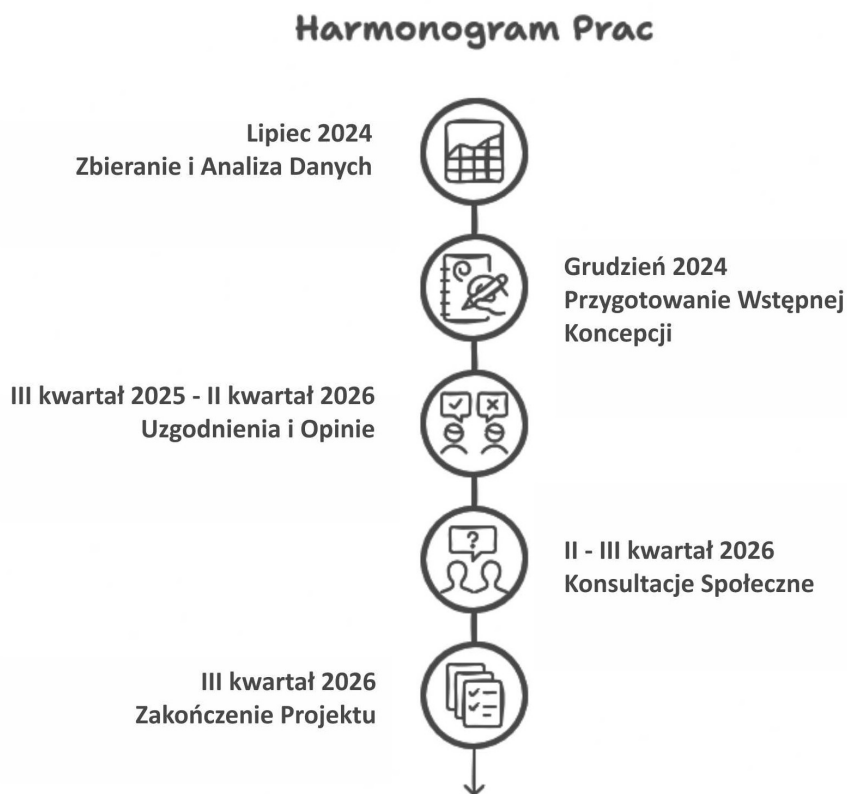 Harmonogram Prac
Lipiec 2024
Zbieranie i Analiza Danych
Grudzień 2024
Przygotowanie Wstępnej
Koncepcji
III kwartał 2025 - II kwartał 2026
Uzgodnienia i Opinie
II - III kwartał 2026
Konsultacje Społeczne
III kwartał 2026
Zakończenie Projektu